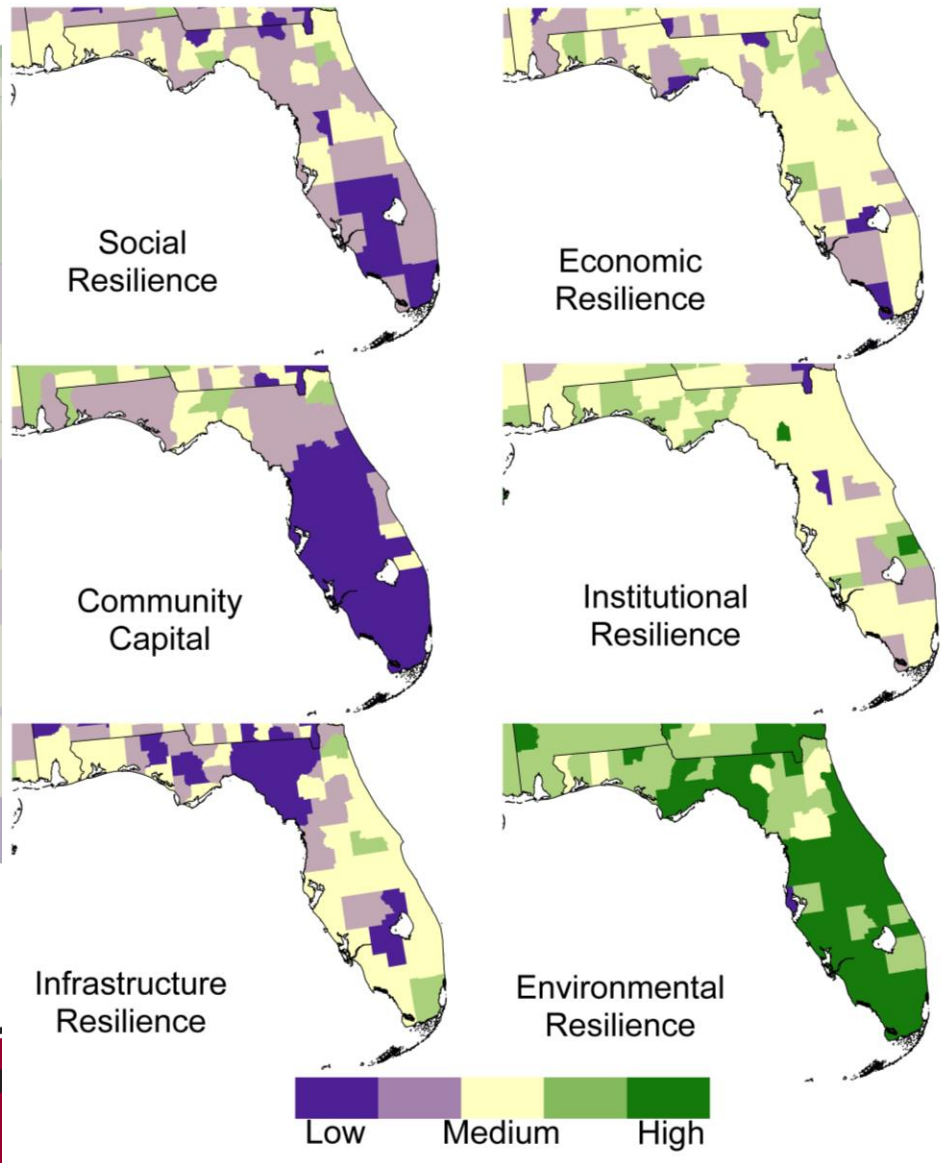 Social
Resilience
Economic
Resilience
Community
Capital
Institutional
Resilience
Infrastructure
Resilience
Environmental
Resilience
Low Medium High